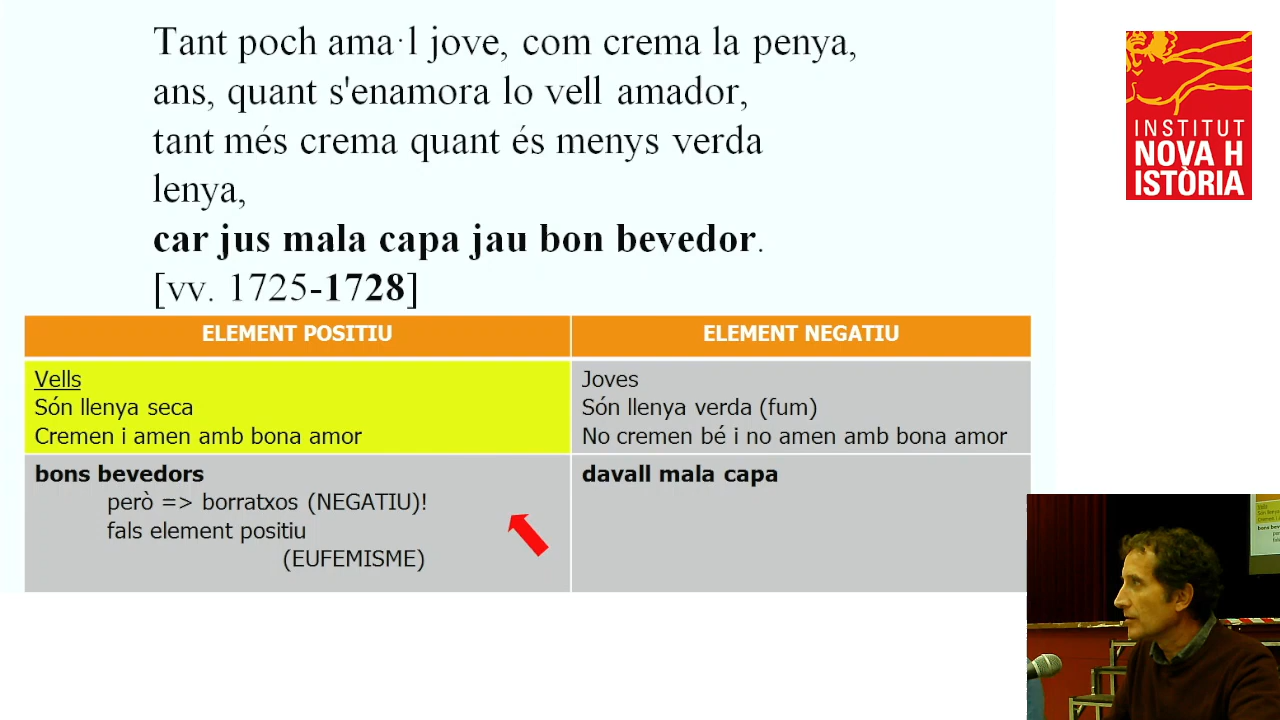 Tant poch ama·l jove, com crema la penya,
ans, quant s'enamora lo vell amador,
tant més crema quant és menys verda
lenya,
car jus mala capa jau bon bevedor.
[vv. 1725-1728]
INSTITUT
NOVA H
ISTÒRIA
ELEMENT POSITIU
ELEMENT NEGATIU
Vells
Són llenya seca
Cremen i amen amb bona amor
Joves
Són llenya verda (fum)
No cremen bé i no amen amb bona amor
bons bevedors
però => borratxos (NEGATIU)!
fals element positiu
(EUFEMISME)
davall mala capa